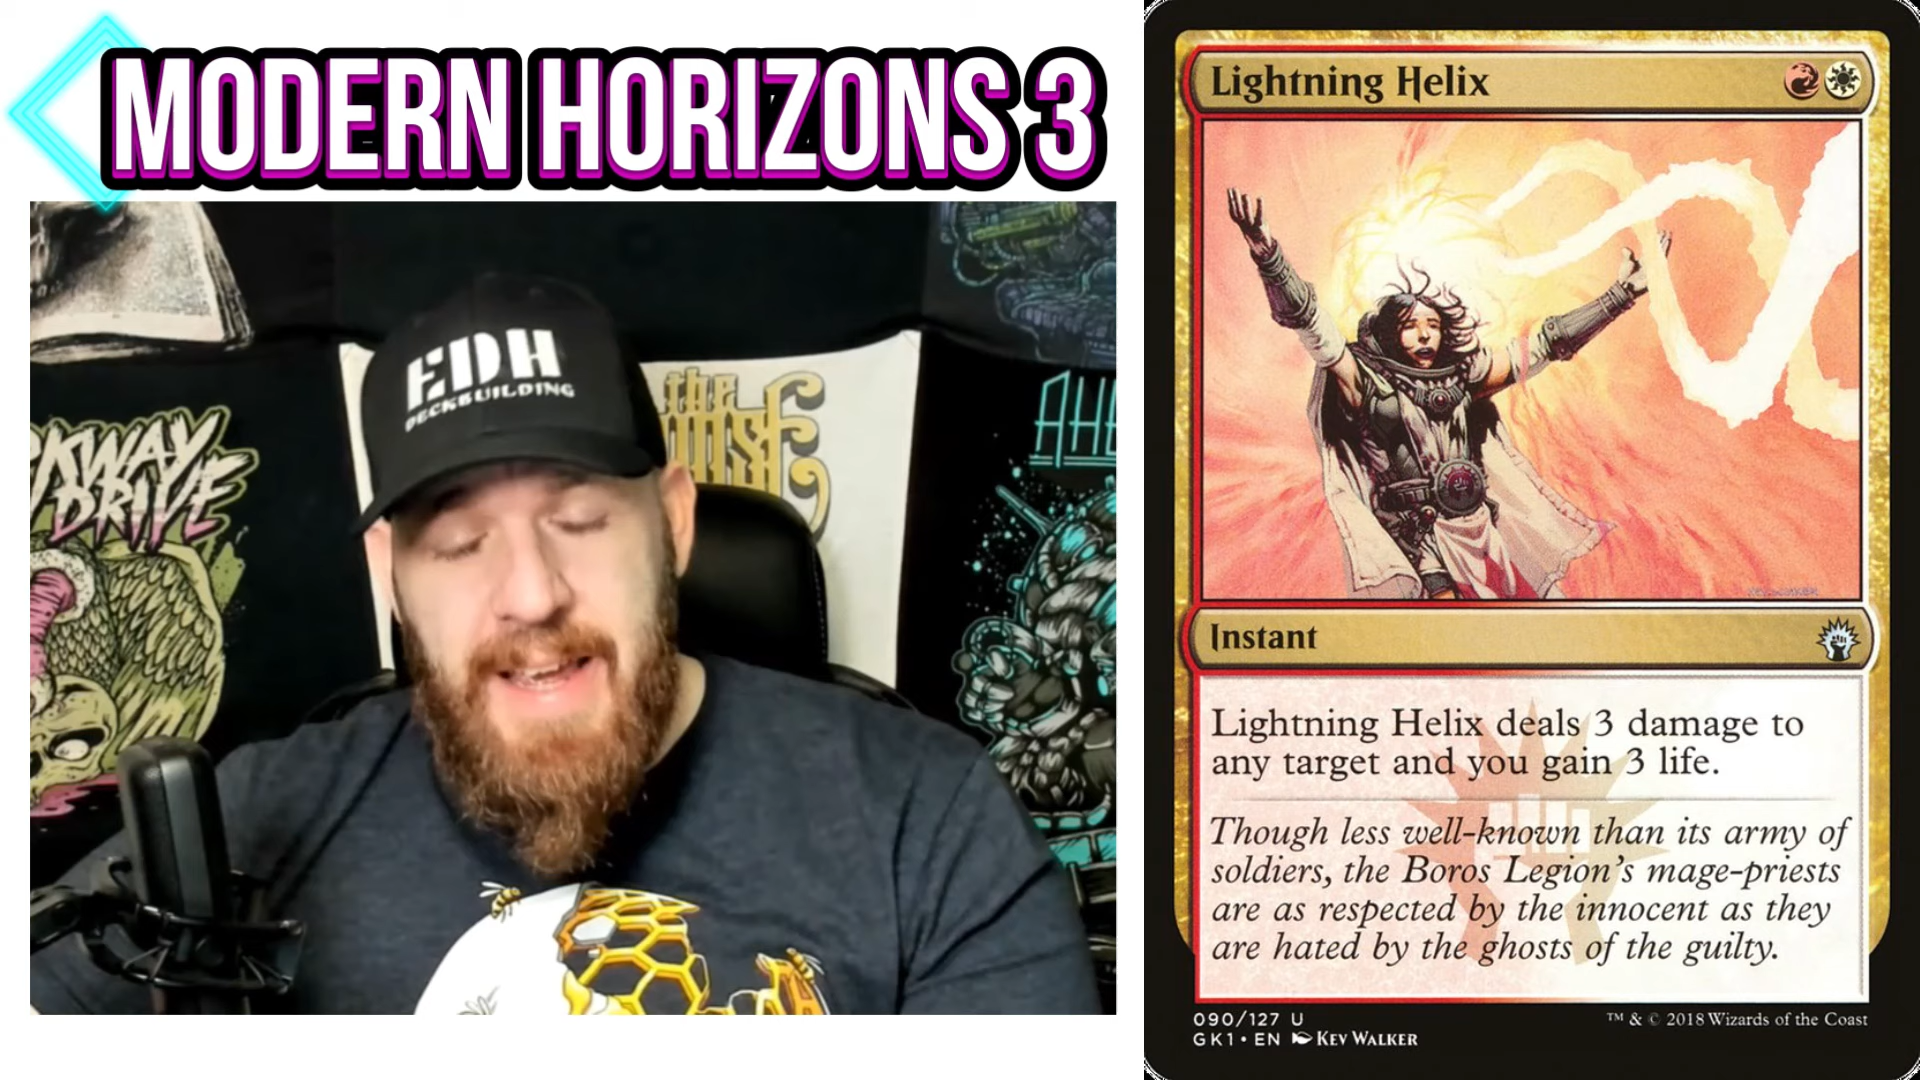 MODERN HORIZONS 3
EDH
DECKBUILDING
the
DRIVE
Lightning Helix
Instant
Lightning Helix deals 3 damage to
any target and you gain 3 life.
Though less well-known than its army of
soldiers, the Boros Legion's mage-priests
are as respected by the innocent as they
are hated by the ghosts of the guilty.
090/127 U
GK1 • EN KEV WALKER
™ & © 2018 Wizards of the Coast